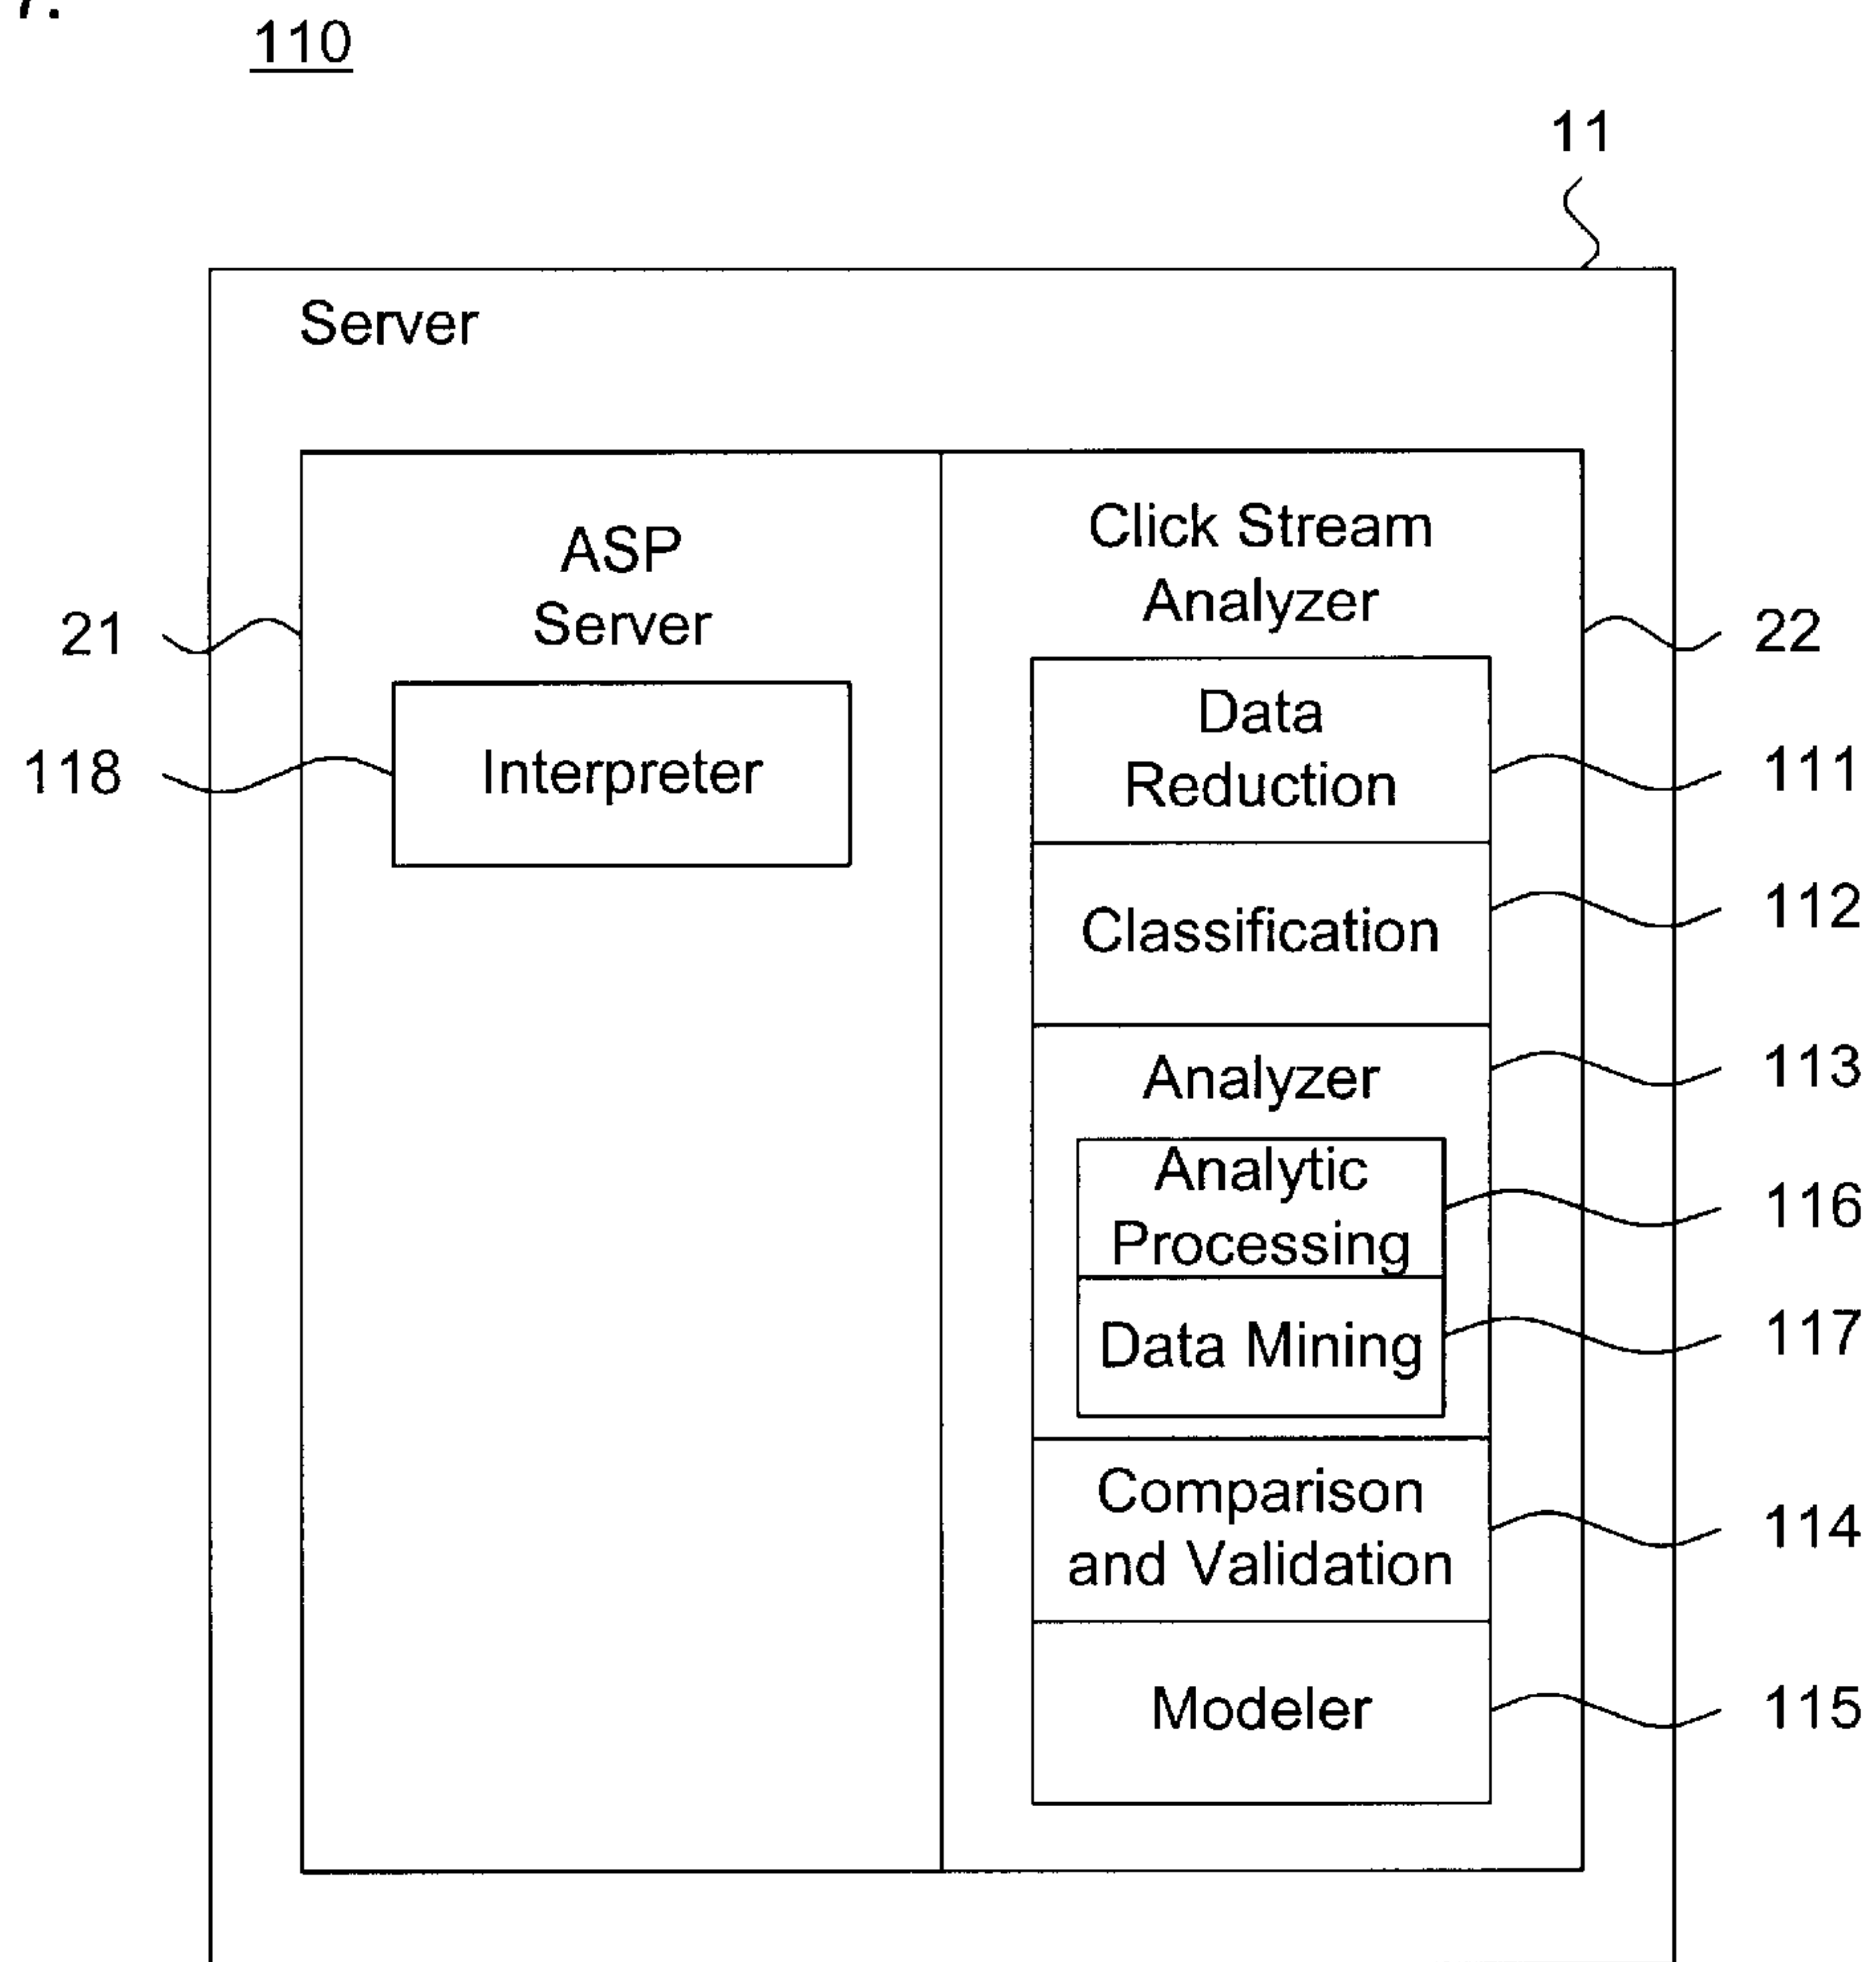 7.
110
11
Server
ASP
Server
Click Stream
Analyzer
21
22
Interpreter
118
Data
Reduction
111
Classification
112
Analyzer
113
Analytic
Processing
116
Data Mining
117
Comparison
and Validation
114
Modeler
115